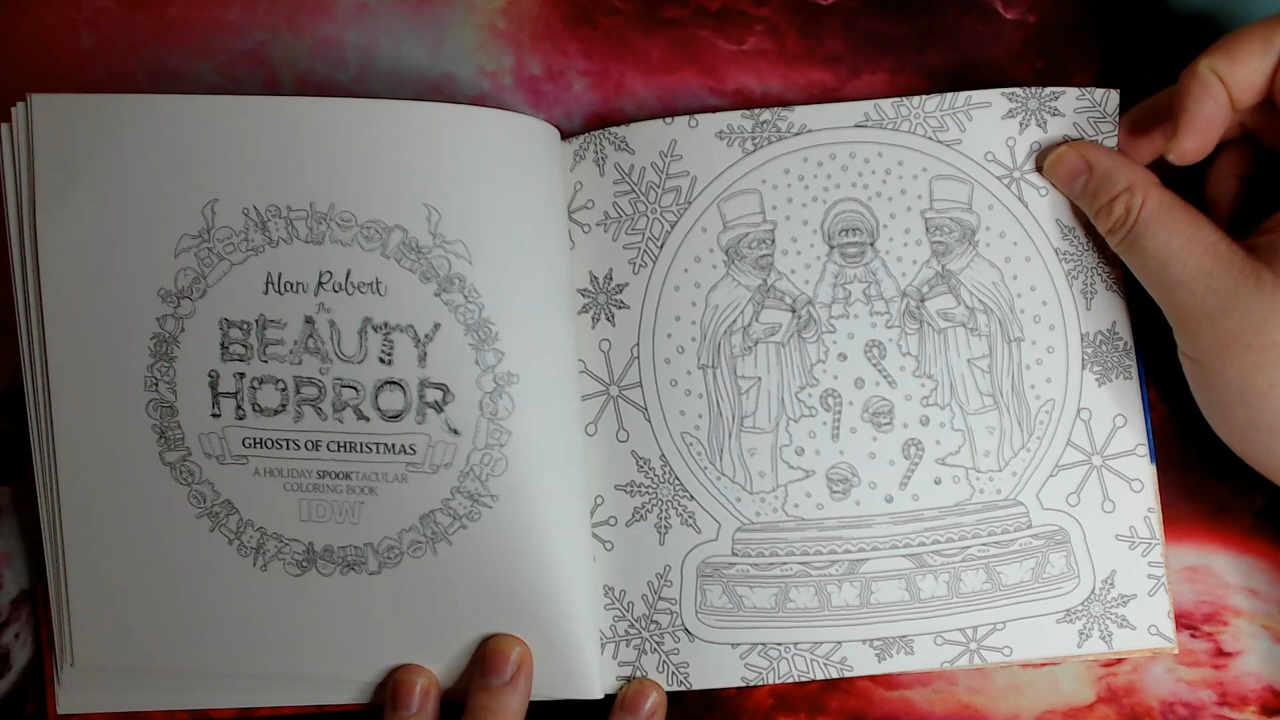 Alan Robert
The
BEAUTY
OF
HORROR
GHOSTS OF CHRISTMAS
A HOLIDAY SPOOKTACULAR
COLORING BOOK
IDW